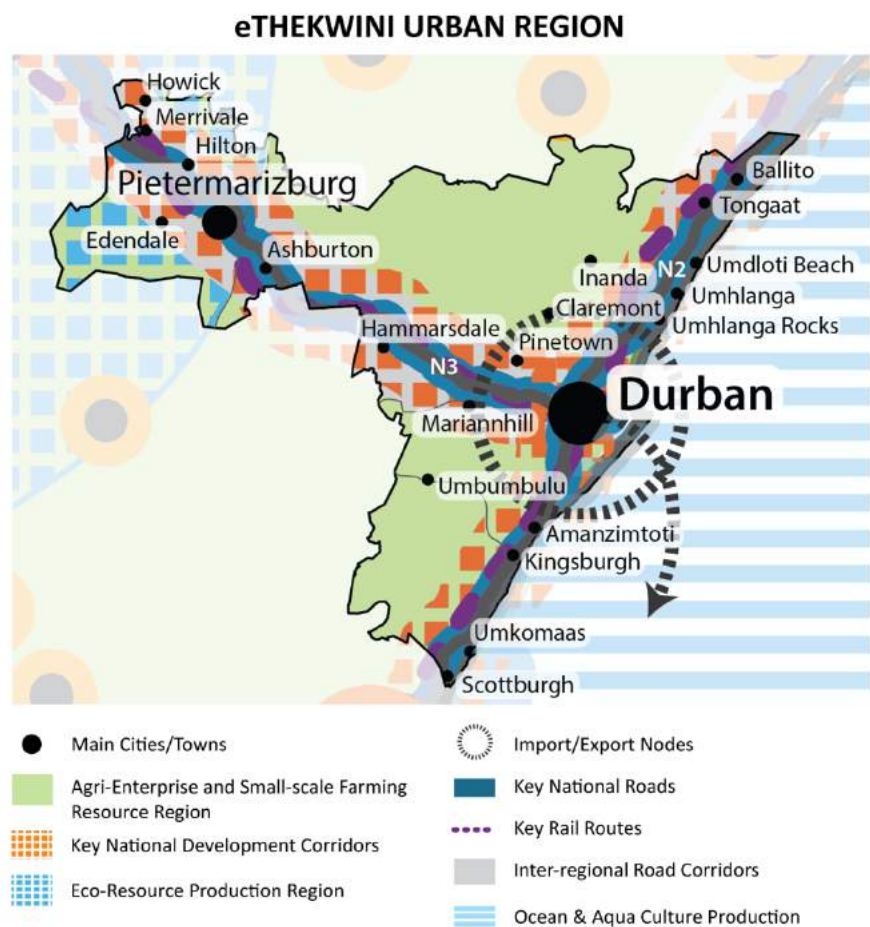 eTHEKWINI URBAN REGION
Howick
Merrivale
Hilton
Pietermarizburg
Edendale
Ashburton
Ballito
Tongaat
Inanda
N2
Umdloti Beach
Claremont
Umhlanga
Umhlanga Rocks
Hammarsdale
Pinetown
N3
Durban
Mariannhill
Umbumbulu
Amanzimtoti
Kingsburgh
Umkomaas
Scottburgh
Main Cities/Towns
Agri-Enterprise and Small-scale Farming
Resource Region
Key National Development Corridors
Eco-Resource Production Region
Import/Export Nodes
Key National Roads
Key Rail Routes
Inter-regional Road Corridors
Ocean & Aqua Culture Production